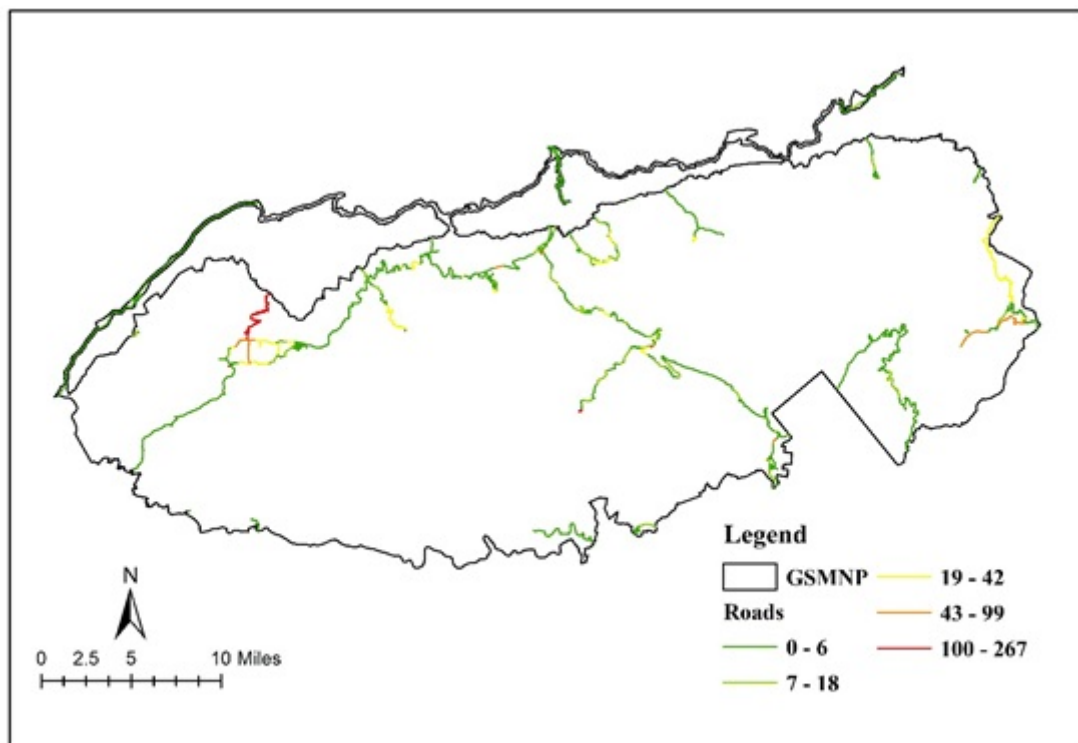 N
0 2.5 5 10 Miles
Legend
GSMNP
Roads
0 - 6
7 - 18
19 - 42
43 - 99
100 - 267